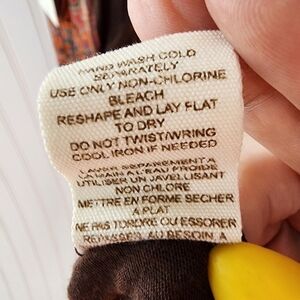 HAND WASH COLD
SEPARATELY
USE ONLY NON-CHLORINE
BLEACH
RESHAPE AND LAY FLAT
TO DRY
DO NOT TWIST/WRING
COOL IRON IF NEEDED
LAVER SEPAREMENT A
LA MAIN A L'EAU FROIDE
UTILISER UN JAVELLISANT
NON CHLORE
METTRE EN FORME SECHER
A PLAT
NE PAS TORDRE OU ESSORER
REPASSER AU BESOIN A